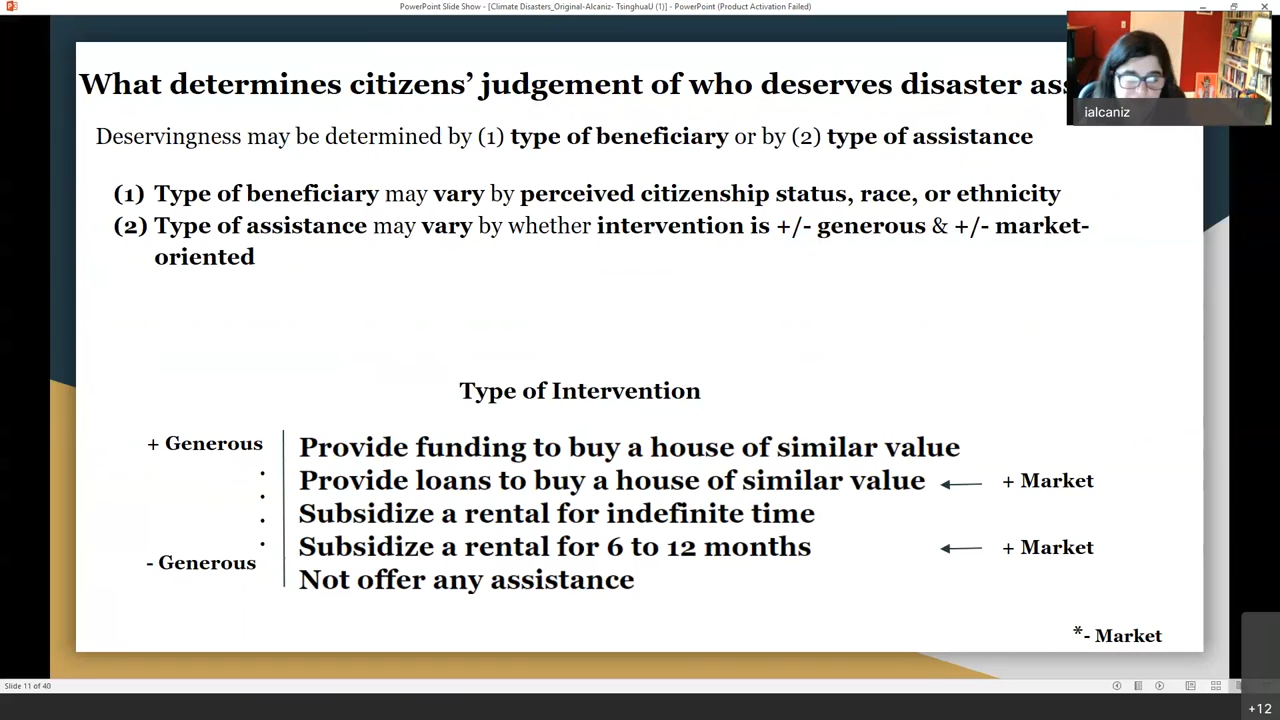 PowerPoint Slide Show - [Climate Disasters_Original-Alcaniz- TsinghuaU (1)] - PowerPoint (Product Activation Failed)
What determines citizens’ judgement of who deserves disaster
ialcaniz
Deservingness may be determined by (1) type of beneficiary or by (2) type of assistance
(1) Type of beneficiary may vary by perceived citizenship status, race, or ethnicity
(2) Type of assistance may vary by whether intervention is +/- generous & +/- market-
oriented
Type of Intervention
+ Generous
Provide funding to buy a house of similar value
Provide loans to buy a house of similar value
+ Market
Subsidize a rental for indefinite time
Subsidize a rental for 6 to 12 months
+ Market
- Generous
Not offer any assistance
*- Market
Slide 11 of 40
+12